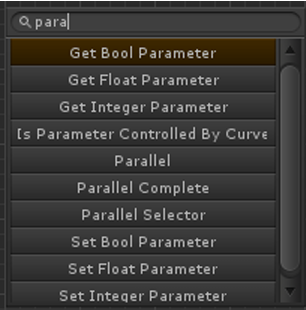 para
Get Bool Parameter
Get Float Parameter
Get Integer Parameter
Is Parameter Controlled By Curve
Parallel
Parallel Complete
Parallel Selector
Set Bool Parameter
Set Float Parameter
Set Integer Parameter